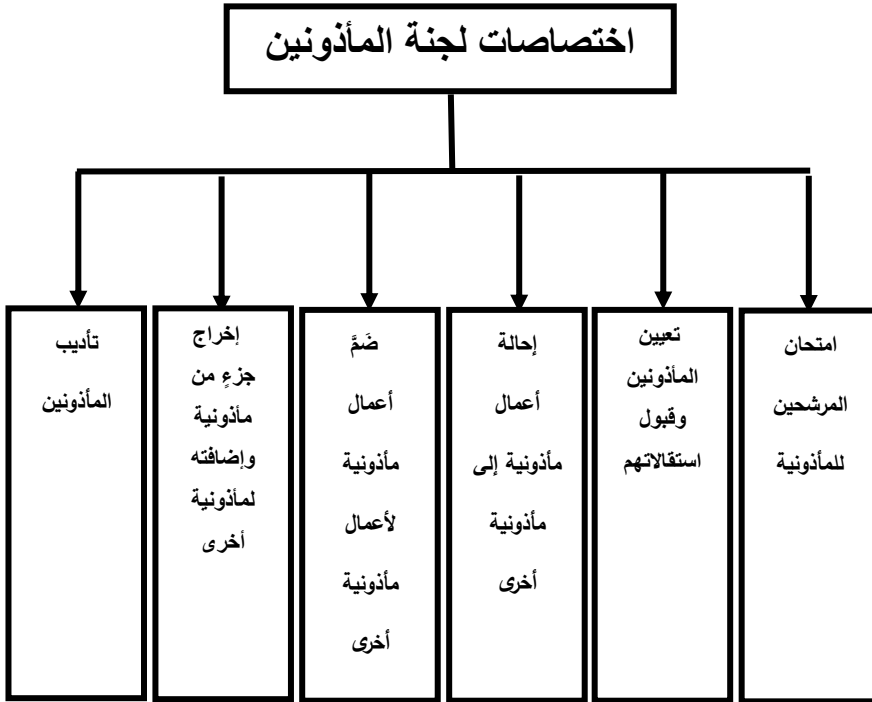 اختصاصات لجنة المأذونين
امتحان
المرشحين
للمأذونية
تعيين
المأذونين
وقبول
استقالاتهم
إحالة
أعمال
مأذونية إلى
مأذونية
أخرى
ضَمَّ
أعمال
مأذونية
لأعمال
مأذونية
أخرى
إخراج
جزءٍ من
مأذونية
وإضافته
لمأذونية
أخرى
تأديب
المأذونين